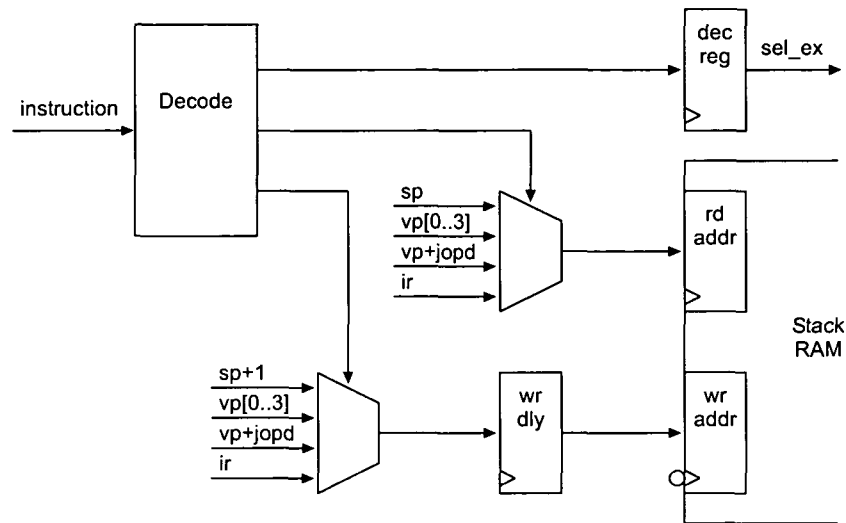 dec
reg
sel_ex
instruction
Decode
sp
vp[0..3]
vp+jopd
ir
rd
addr
Stack
RAM
sp+1
vp[0..3]
vp+jopd
ir
wr
dly
wr
addr